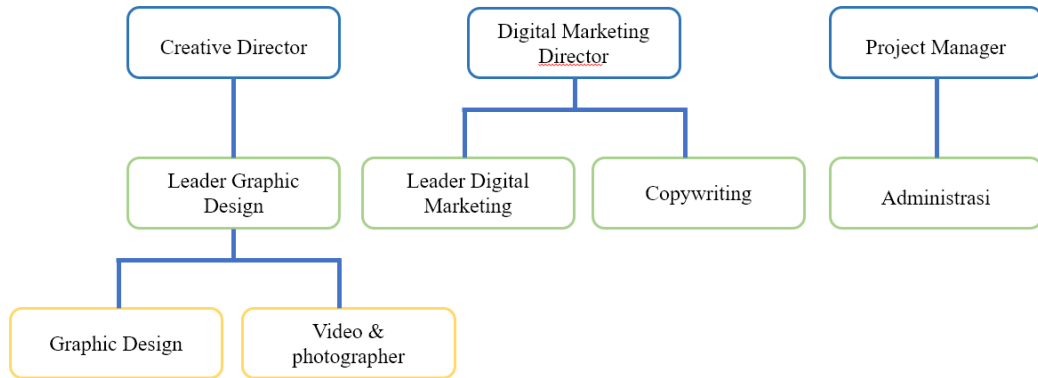 Creative Director
Digital Marketing
Director
Project Manager
Leader Graphic
Design
Leader Digital
Marketing
Copywriting
Administrasi
Graphic Design
Video &
photographer